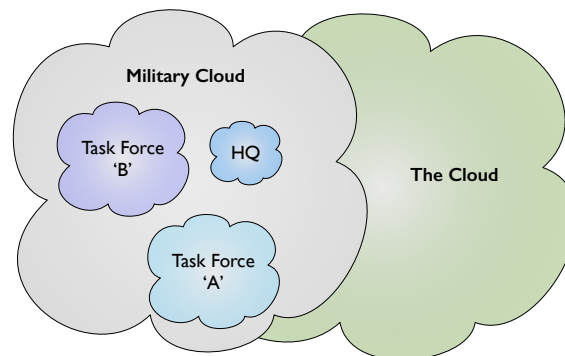 Military Cloud
Task Force
‘B’
HQ
The Cloud
Task Force
‘A’